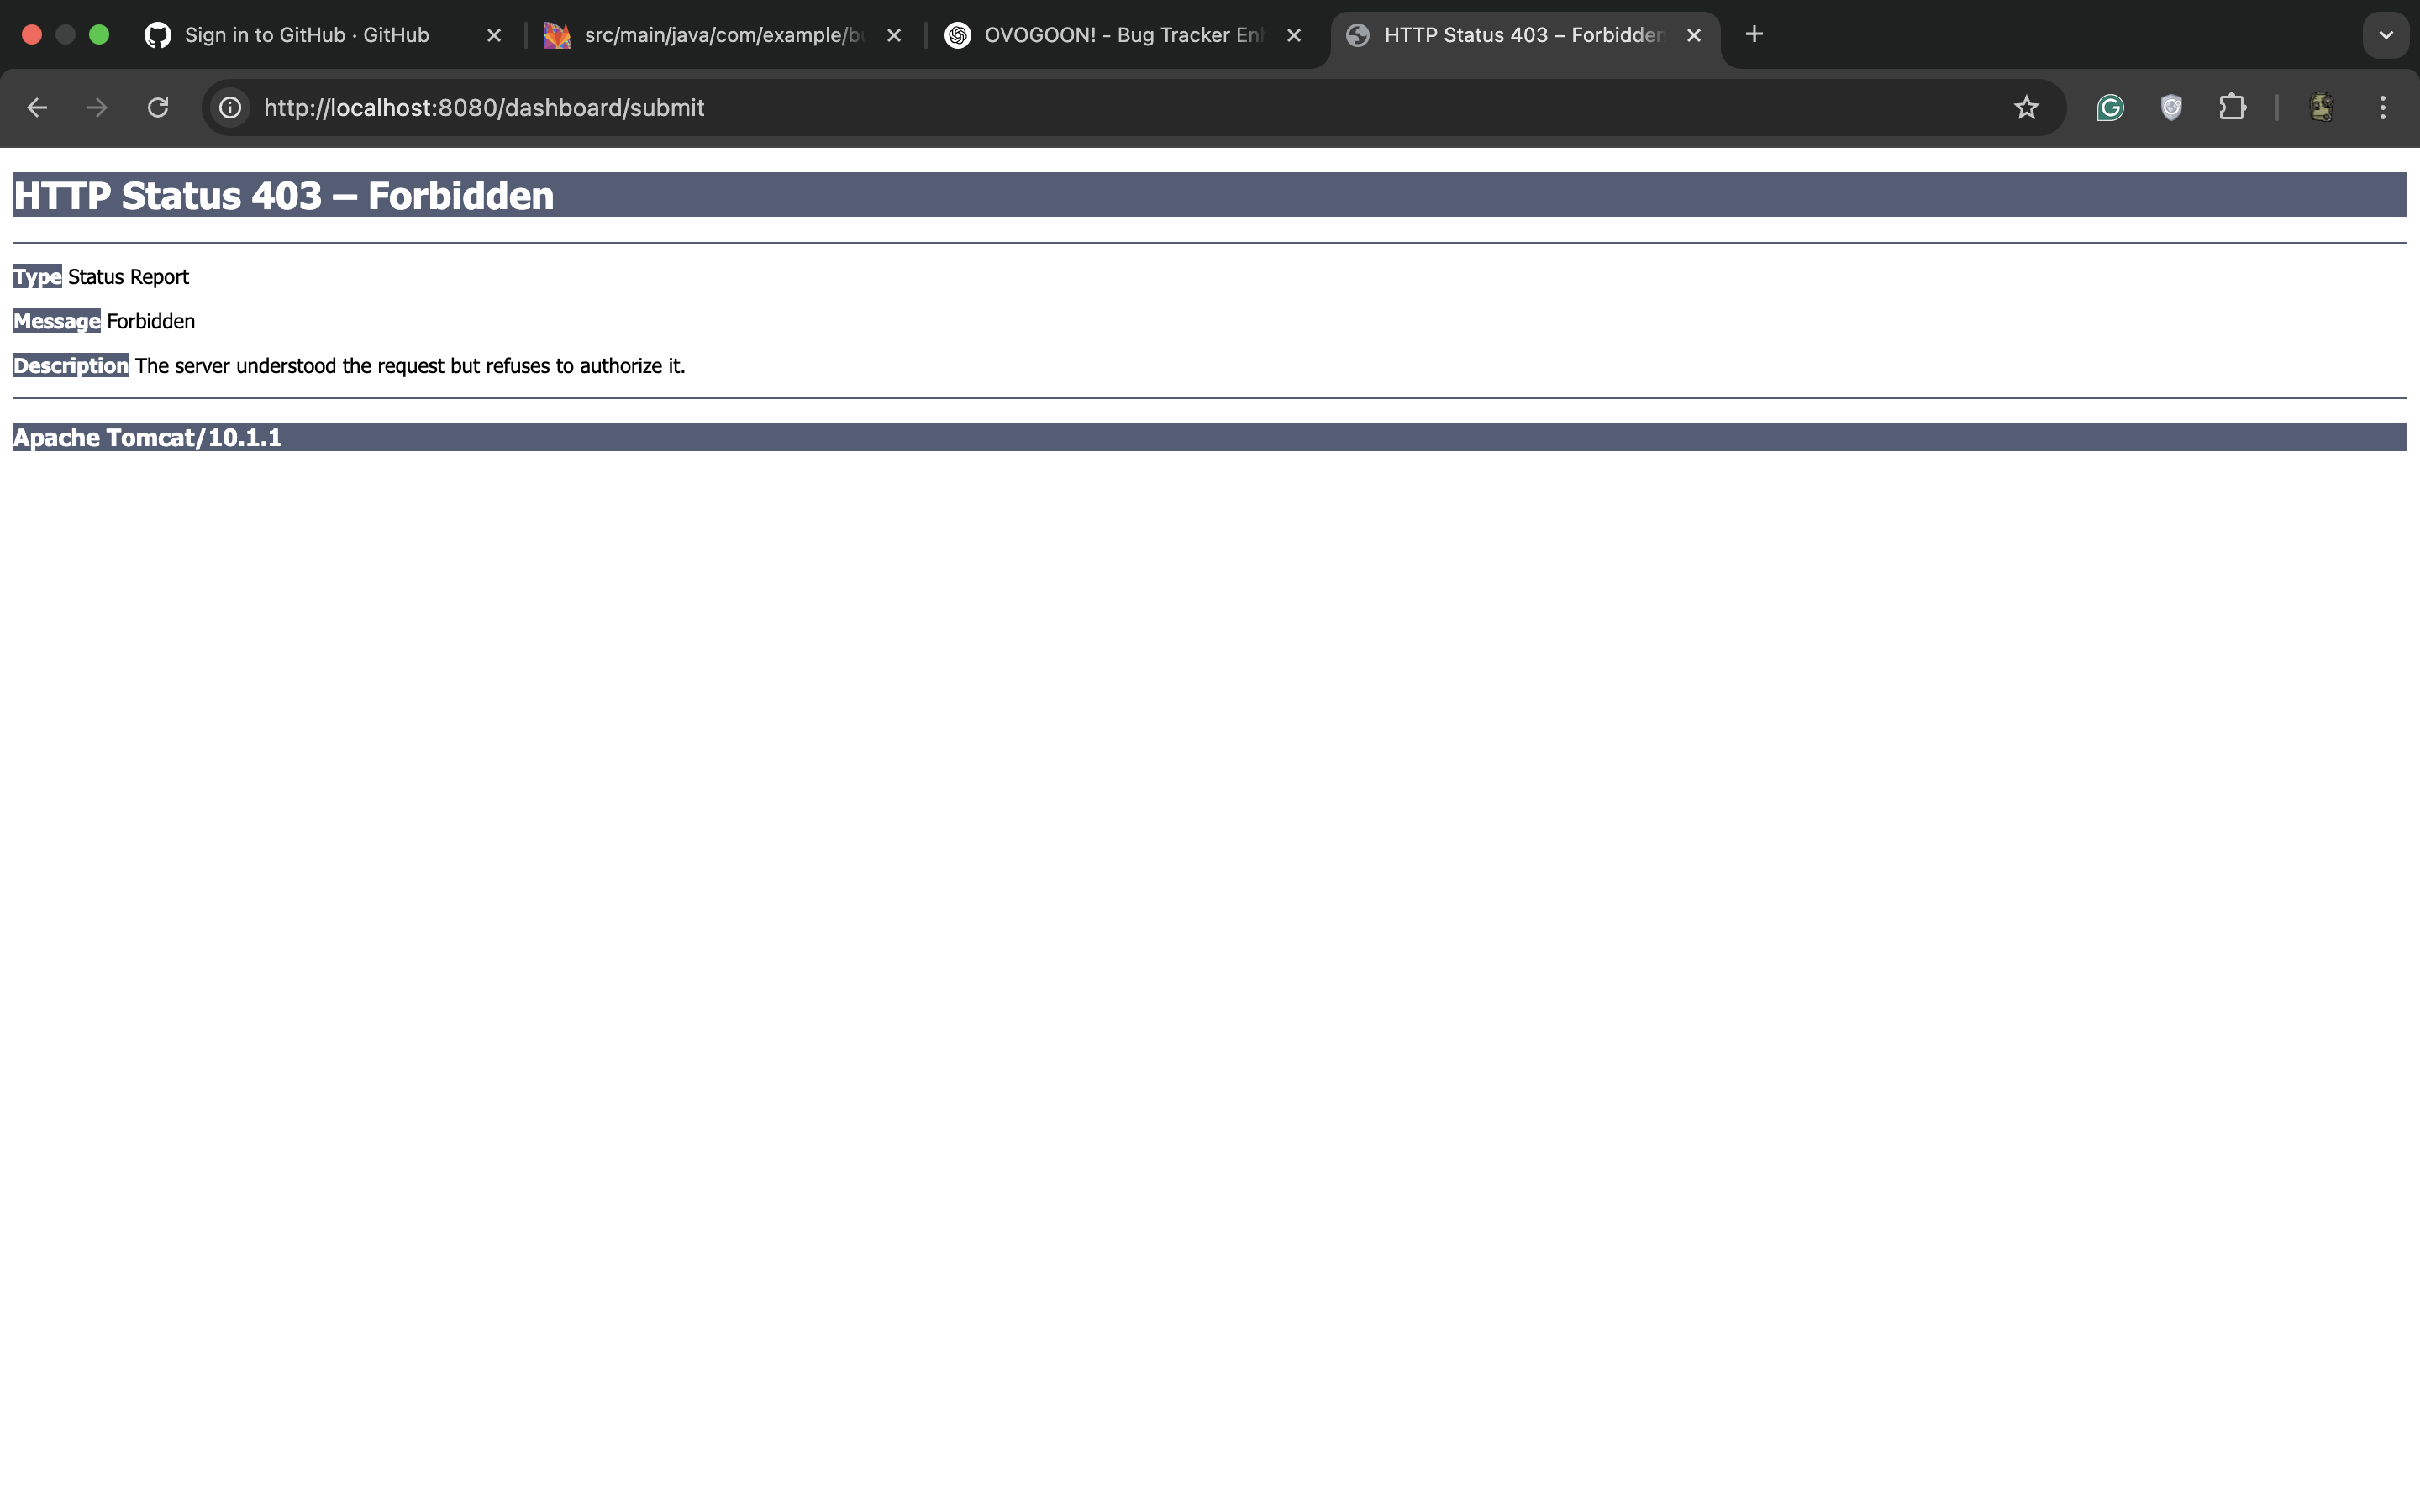 Sign in to GitHub · GitHub
src/main/java/com/example/bu
OVOGOON! - Bug Tracker Enh
HTTP Status 403 – Forbidden
http://localhost:8080/dashboard/submit
HTTP Status 403 – Forbidden
Type Status Report
Message Forbidden
Description The server understood the request but refuses to authorize it.
Apache Tomcat/10.1.1